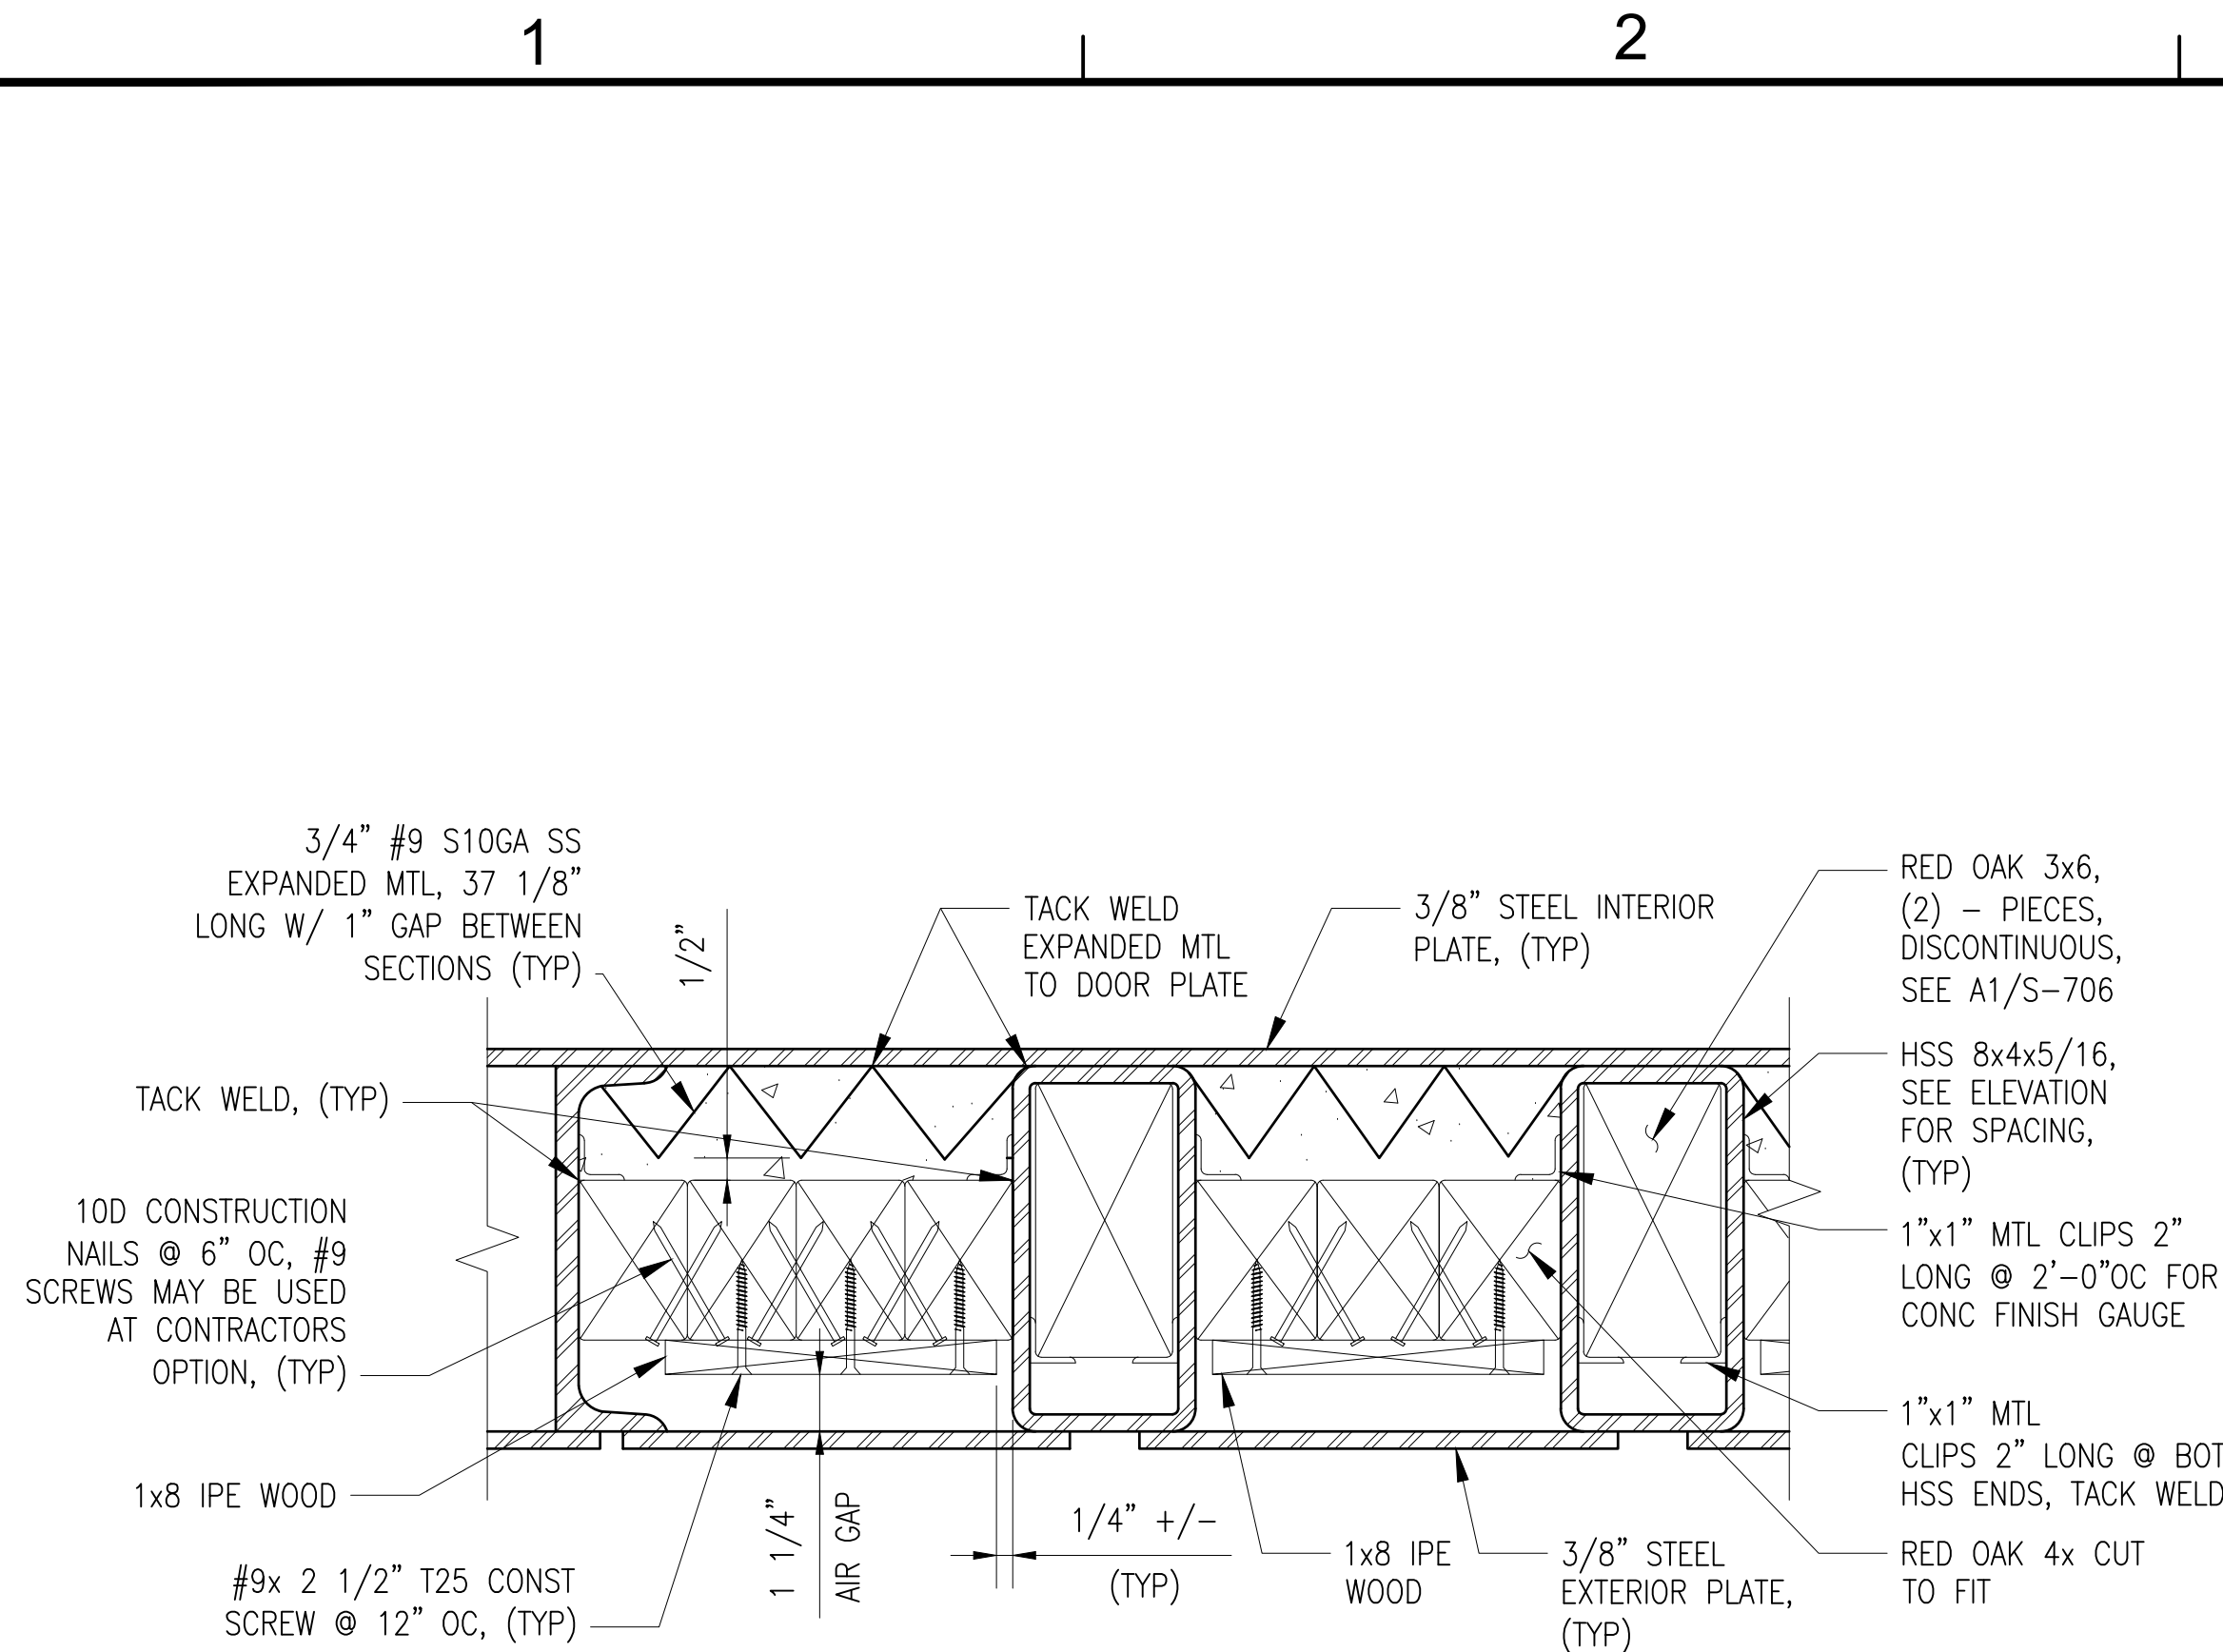 1
2
3/4" #9 S10GA SS
EXPANDED MTL, 37 1/8"
LONG W/ 1" GAP BETWEEN
SECTIONS (TYP)
1/2"
TACK WELD
EXPANDED MTL
TO DOOR PLATE
3/8" STEEL INTERIOR
PLATE, (TYP)
RED OAK 3x6,
(2) – PIECES,
DISCONTINUOUS,
SEE A1/S–706
TACK WELD, (TYP)
HSS 8x4x5/16,
SEE ELEVATION
FOR SPACING,
(TYP)
10D CONSTRUCTION
NAILS @ 6" OC, #9
SCREWS MAY BE USED
AT CONTRACTORS
OPTION, (TYP)
1"x1" MTL CLIPS 2"
LONG @ 2'–0"OC FOR
CONC FINISH GAUGE
1"x1" MTL
CLIPS 2" LONG @ BOT
HSS ENDS, TACK WELD
1x8 IPE WOOD
#9x 2 1/2" T25 CONST
SCREW @ 12" OC, (TYP)
1 1/4"
AIR GAP
1/4" +/–
(TYP)
1x8 IPE
WOOD
3/8" STEEL
EXTERIOR PLATE,
(TYP)
RED OAK 4x CUT
TO FIT